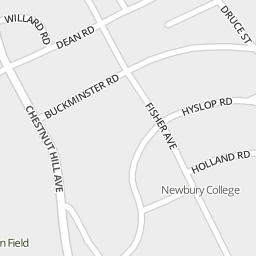 WILLARD RD
DRUCE ST
DEAN RD
BUCKMINSTER RD
HYSLOP RD
FISHER AVE
CHESTNUT HILL AVE
HOLLAND RD
Newbury College
n Field